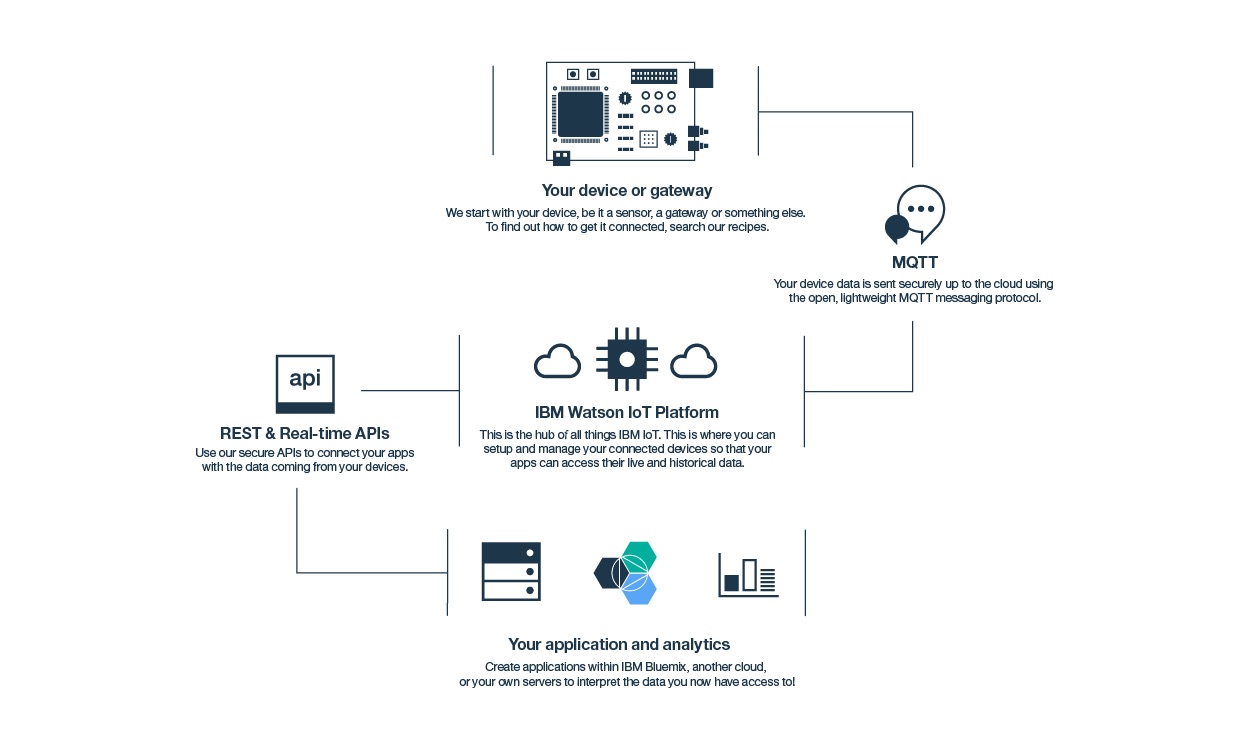 Your device or gateway
We start with your device, be it a sensor, a gateway or something else.
To find out how to get it connected, search our recipes.
MQTT
Your device data is sent securely up to the cloud using
the open, lightweight MQTT messaging protocol.
api
REST & Real-time APIs
Use our secure APIs to connect your apps
with the data coming from your devices.
IBM Watson IoT Platform
This is the hub of all things IBM IoT. This is where you can
setup and manage your connected devices so that your
apps can access their live and historical data.
Your application and analytics
Create applications within IBM Bluemix, another cloud,
or your own servers to interpret the data you now have access to!